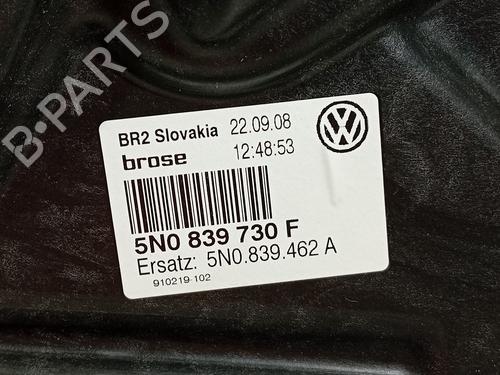 B-PARTS
BR2 Slovakia 22.09.08
brose 12:48:53
5N0 839 730 F
Ersatz: 5N0.839.462 A
910219-102